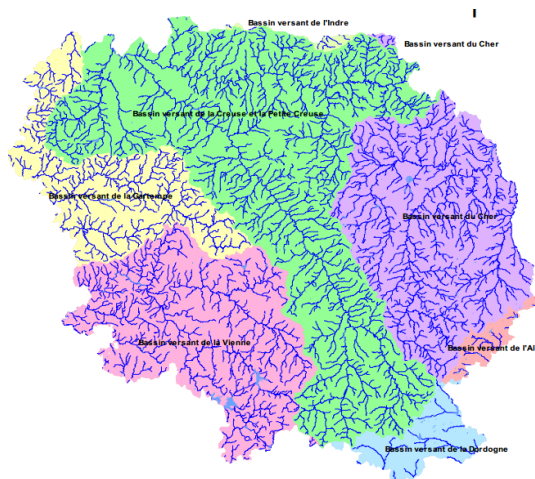 Bassin versant de l'Indre
Bassin versant du Cher
Bassin versant de la Creuse et la Petite Creuse
Bassin versant de la Gartempe
Bassin versant du Cher
Bassin versant de la Vienne
Bassin versant de l'Al
Bassin versant de la Dordogne